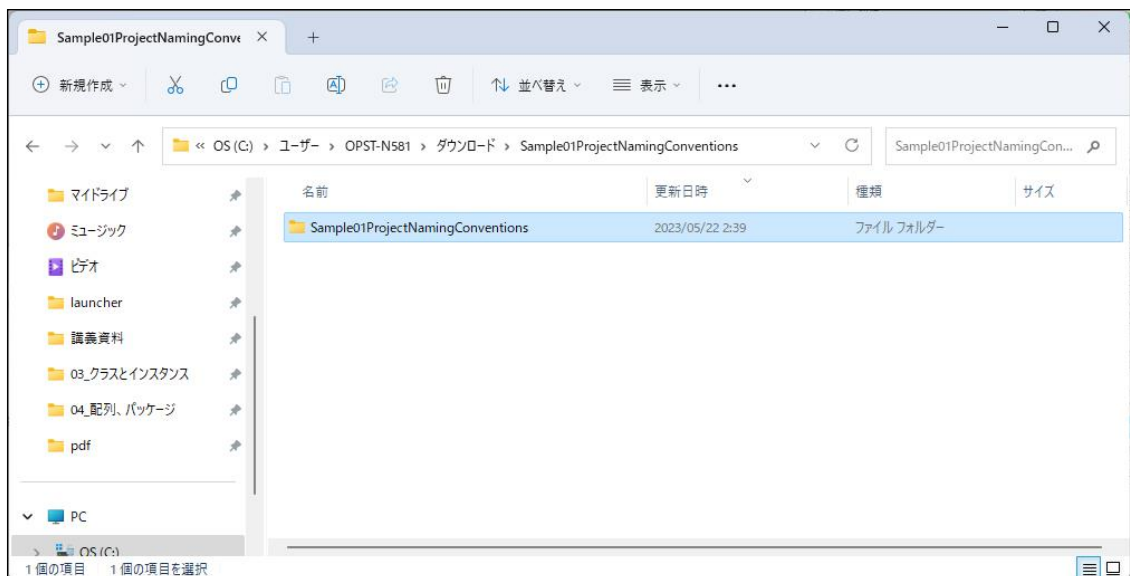 Sample01ProjectNamingConve
新規作成
並べ替え
表示
« OS (C:) › ユーザー › OPST-N581 › ダウンロード › Sample01ProjectNamingConventions
Sample01ProjectNamingCon...
名前 更新日時 種類 サイズ
Sample01ProjectNamingConventions 2023/05/22 2:39 ファイル フォルダー
マイドライブ
ミュージック
ビデオ
launcher
講義資料
03_クラスとインスタンス
04_配列、パッケージ
pdf
PC
OS (C:)
1 個の項目 1 個の項目を選択